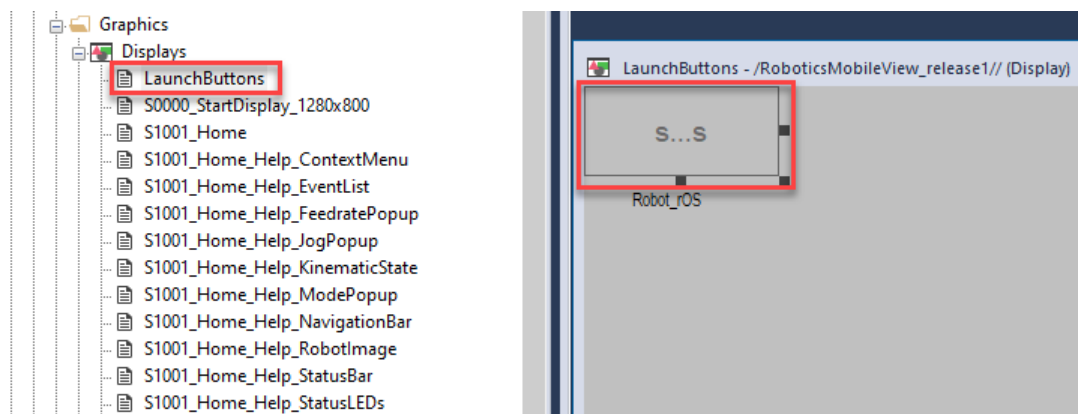 Graphics
Displays
LaunchButtons
S0000_StartDisplay_1280x800
S1001_Home
S1001_Home_Help_ContextMenu
S1001_Home_Help_EventList
S1001_Home_Help_FeedratePopup
S1001_Home_Help_JogPopup
S1001_Home_Help_KinematicState
S1001_Home_Help_ModePopup
S1001_Home_Help_NavigationBar
S1001_Home_Help_RobotImage
S1001_Home_Help_StatusBar
S1001_Home_Help_StatusLEDs
LaunchButtons - /RoboticsMobileView_release1// (Display)
S...S
Robot_rOS